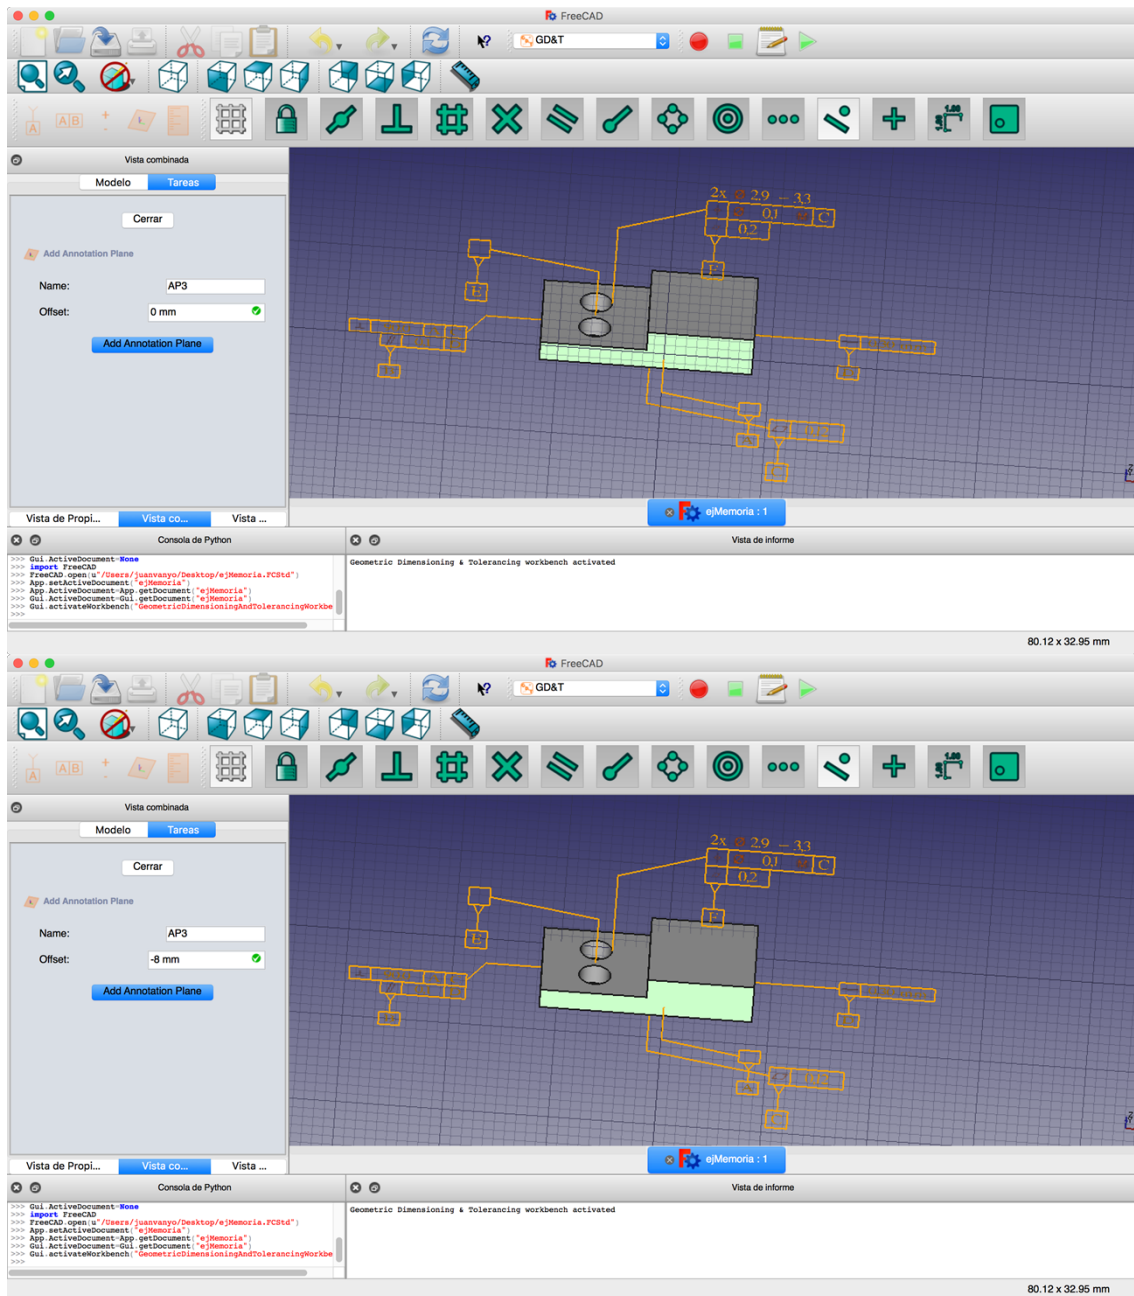 FreeCAD
GD&T
Vista combinada
Modelo Tareas
Cerrar
Add Annotation Plane
Name: AP3
Offset: 0 mm
Add Annotation Plane
2x ø 2.9 – 3.3
0.1 C
0.2
F
E
A
Vista de Propi... Vista co... Vista ...
ejMemoria : 1
Consola de Python
Vista de informe
>>> Gui.ActiveDocument=None
>>> import FreeCAD
>>> FreeCAD.open(u"/Users/juanvanyo/Desktop/ejMemoria.FCStd")
>>> App.setActiveDocument("ejMemoria")
>>> App.ActiveDocument=App.getDocument("ejMemoria")
>>> Gui.ActiveDocument=Gui.getDocument("ejMemoria")
>>> Gui.activateWorkbench("GeometricDimensioningAndTolerancingWorkbe
>>>
Geometric Dimensioning & Tolerancing workbench activated
80.12 x 32.95 mm
FreeCAD
GD&T
Vista combinada
Modelo Tareas
Cerrar
Add Annotation Plane
Name: AP3
Offset: -8 mm
Add Annotation Plane
2x ø 2.9 – 3.3
0.1 C
0.2
F
E
A
C
Vista de Propi... Vista co... Vista ...
ejMemoria : 1
Consola de Python
Vista de informe
>>> Gui.ActiveDocument=None
>>> import FreeCAD
>>> FreeCAD.open(u"/Users/juanvanyo/Desktop/ejMemoria.FCStd")
>>> App.setActiveDocument("ejMemoria")
>>> App.ActiveDocument=App.getDocument("ejMemoria")
>>> Gui.ActiveDocument=Gui.getDocument("ejMemoria")
>>> Gui.activateWorkbench("GeometricDimensioningAndTolerancingWorkbe
>>>
Geometric Dimensioning & Tolerancing workbench activated
80.12 x 32.95 mm